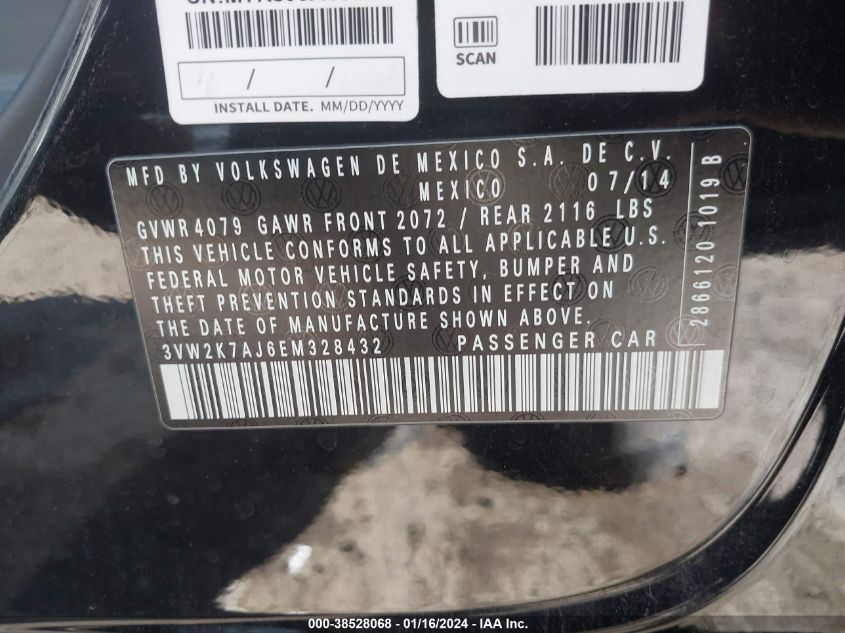 SCAN
/ /
INSTALL DATE. MM/DD/YYYY
MFD BY VOLKSWAGEN DE MEXICO S.A. DE C.V.
MEXICO 07/14
GVWR 4079 GAWR FRONT 2072 / REAR 2116 LBS
THIS VEHICLE CONFORMS TO ALL APPLICABLE U.S.
FEDERAL MOTOR VEHICLE SAFETY, BUMPER AND
THEFT PREVENTION STANDARDS IN EFFECT ON
THE DATE OF MANUFACTURE SHOWN ABOVE.
3VW2K7AJ6EM328432 PASSENGER CAR
2866120 1019 B
000-38528068 - 01/16/2024 - IAA Inc.